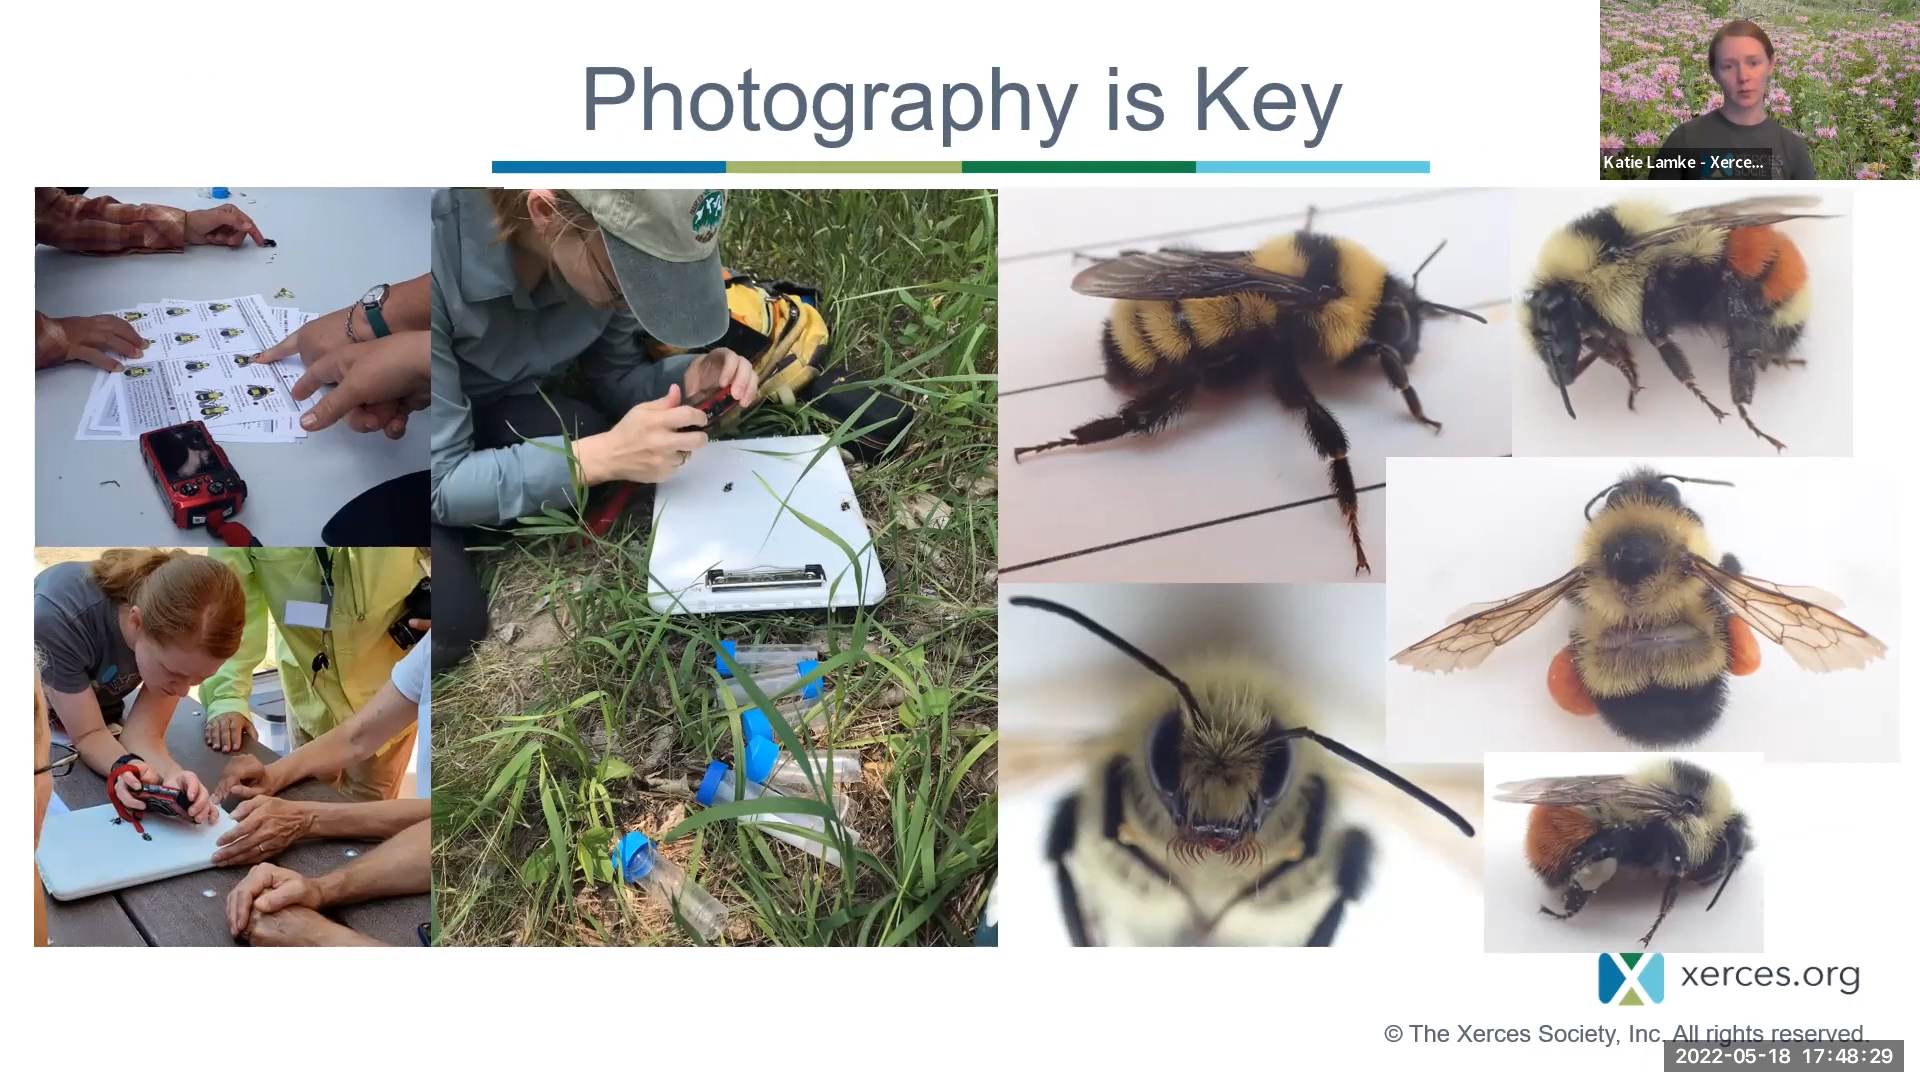 Photography is Key
Katie Lamke - Xerce...
xerces.org
© The Xerces Society, Inc. All rights reserved.
2022-05-18 17:48:29